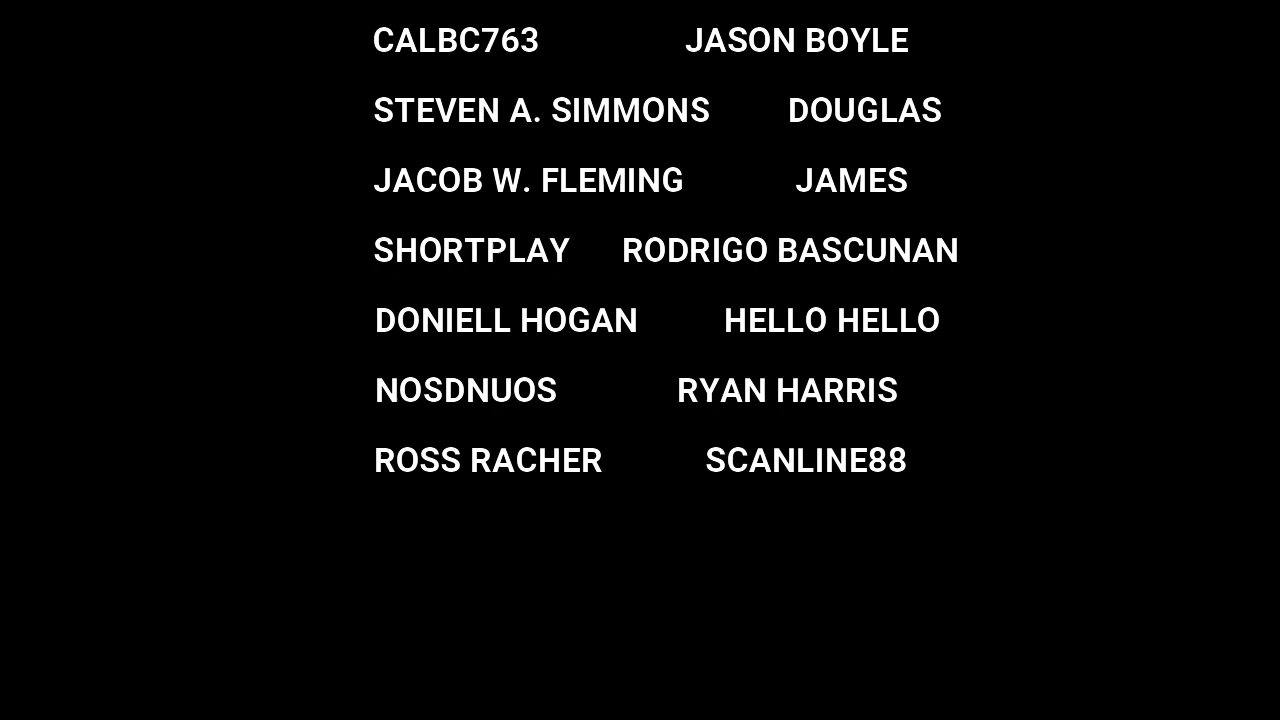 CALBC763 JASON BOYLE
STEVEN A. SIMMONS DOUGLAS
JACOB W. FLEMING JAMES
SHORTPLAY RODRIGO BASCUNAN
DONIELL HOGAN HELLO HELLO
NOSDNUOS RYAN HARRIS
ROSS RACHER SCANLINE88